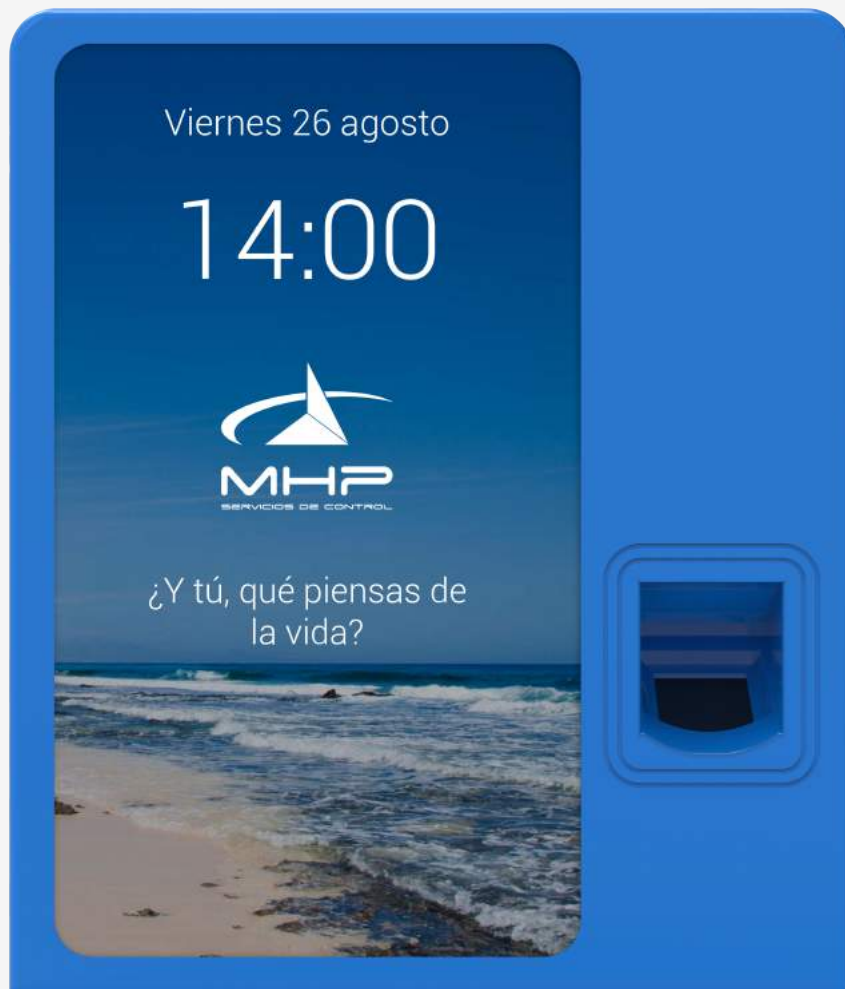 Viernes 26 agosto
14:00
MHP
SERVICIOS DE CONTROL
¿Y tú, qué piensas de
la vida?